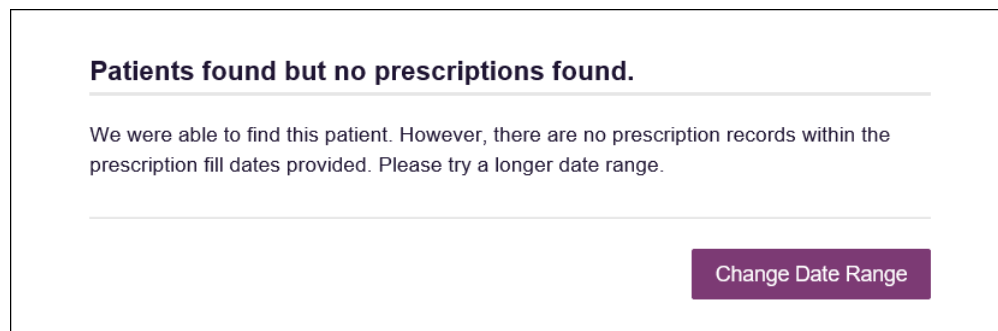 Patients found but no prescriptions found.
We were able to find this patient. However, there are no prescription records within the
prescription fill dates provided. Please try a longer date range.
Change Date Range